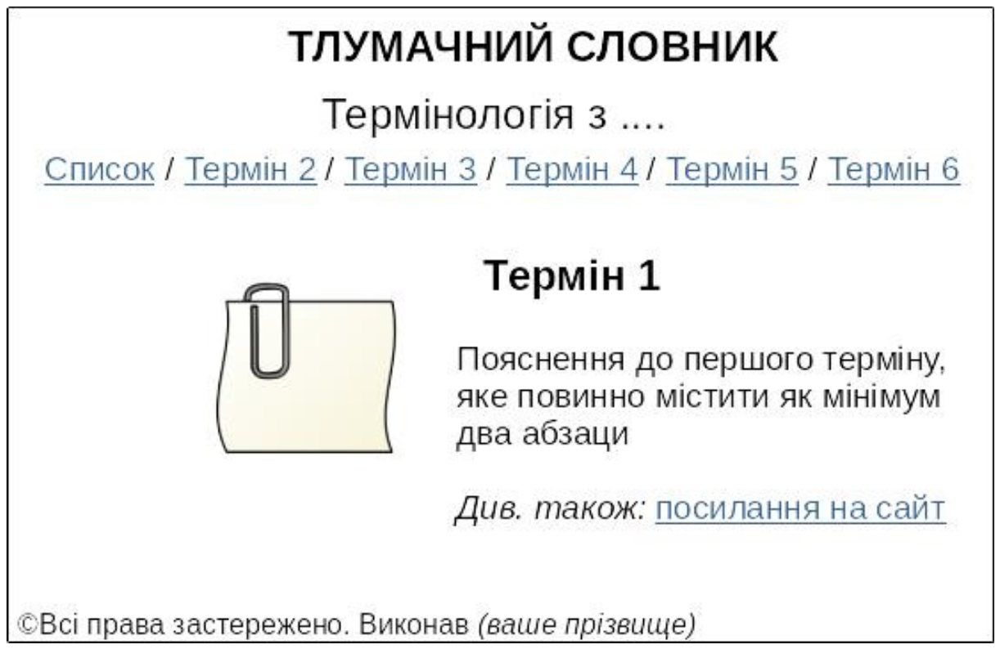 ТЛУМАЧНИЙ СЛОВНИК
Термінологія з ....
Список / Термін 2 / Термін 3 / Термін 4 / Термін 5 / Термін 6
Термін 1
Пояснення до першого терміну,
яке повинно містити як мінімум
два абзаци
Див. також: посилання на сайт
©Всі права застережено. Виконав (ваше прізвище)